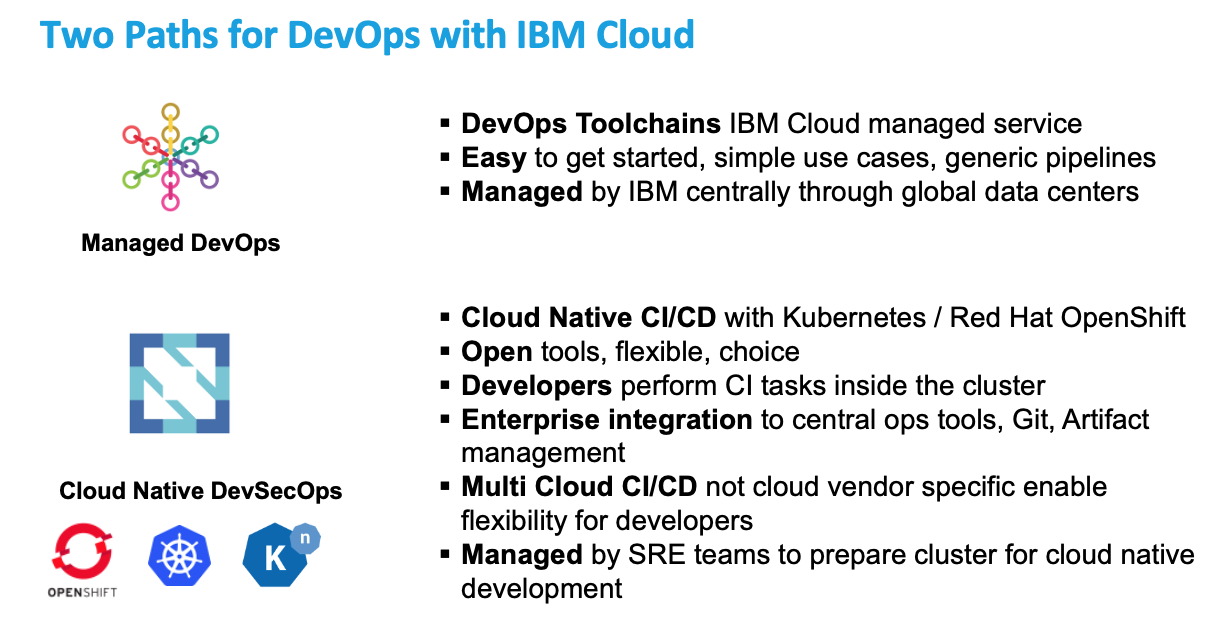 Two Paths for DevOps with IBM Cloud
▪ DevOps Toolchains IBM Cloud managed service
▪ Easy to get started, simple use cases, generic pipelines
▪ Managed by IBM centrally through global data centers
Managed DevOps
▪ Cloud Native CI/CD with Kubernetes / Red Hat OpenShift
▪ Open tools, flexible, choice
▪ Developers perform CI tasks inside the cluster
▪ Enterprise integration to central ops tools, Git, Artifact
management
▪ Multi Cloud CI/CD not cloud vendor specific enable
flexibility for developers
▪ Managed by SRE teams to prepare cluster for cloud native
development
Cloud Native DevSecOps
OPENSHIFT
K n